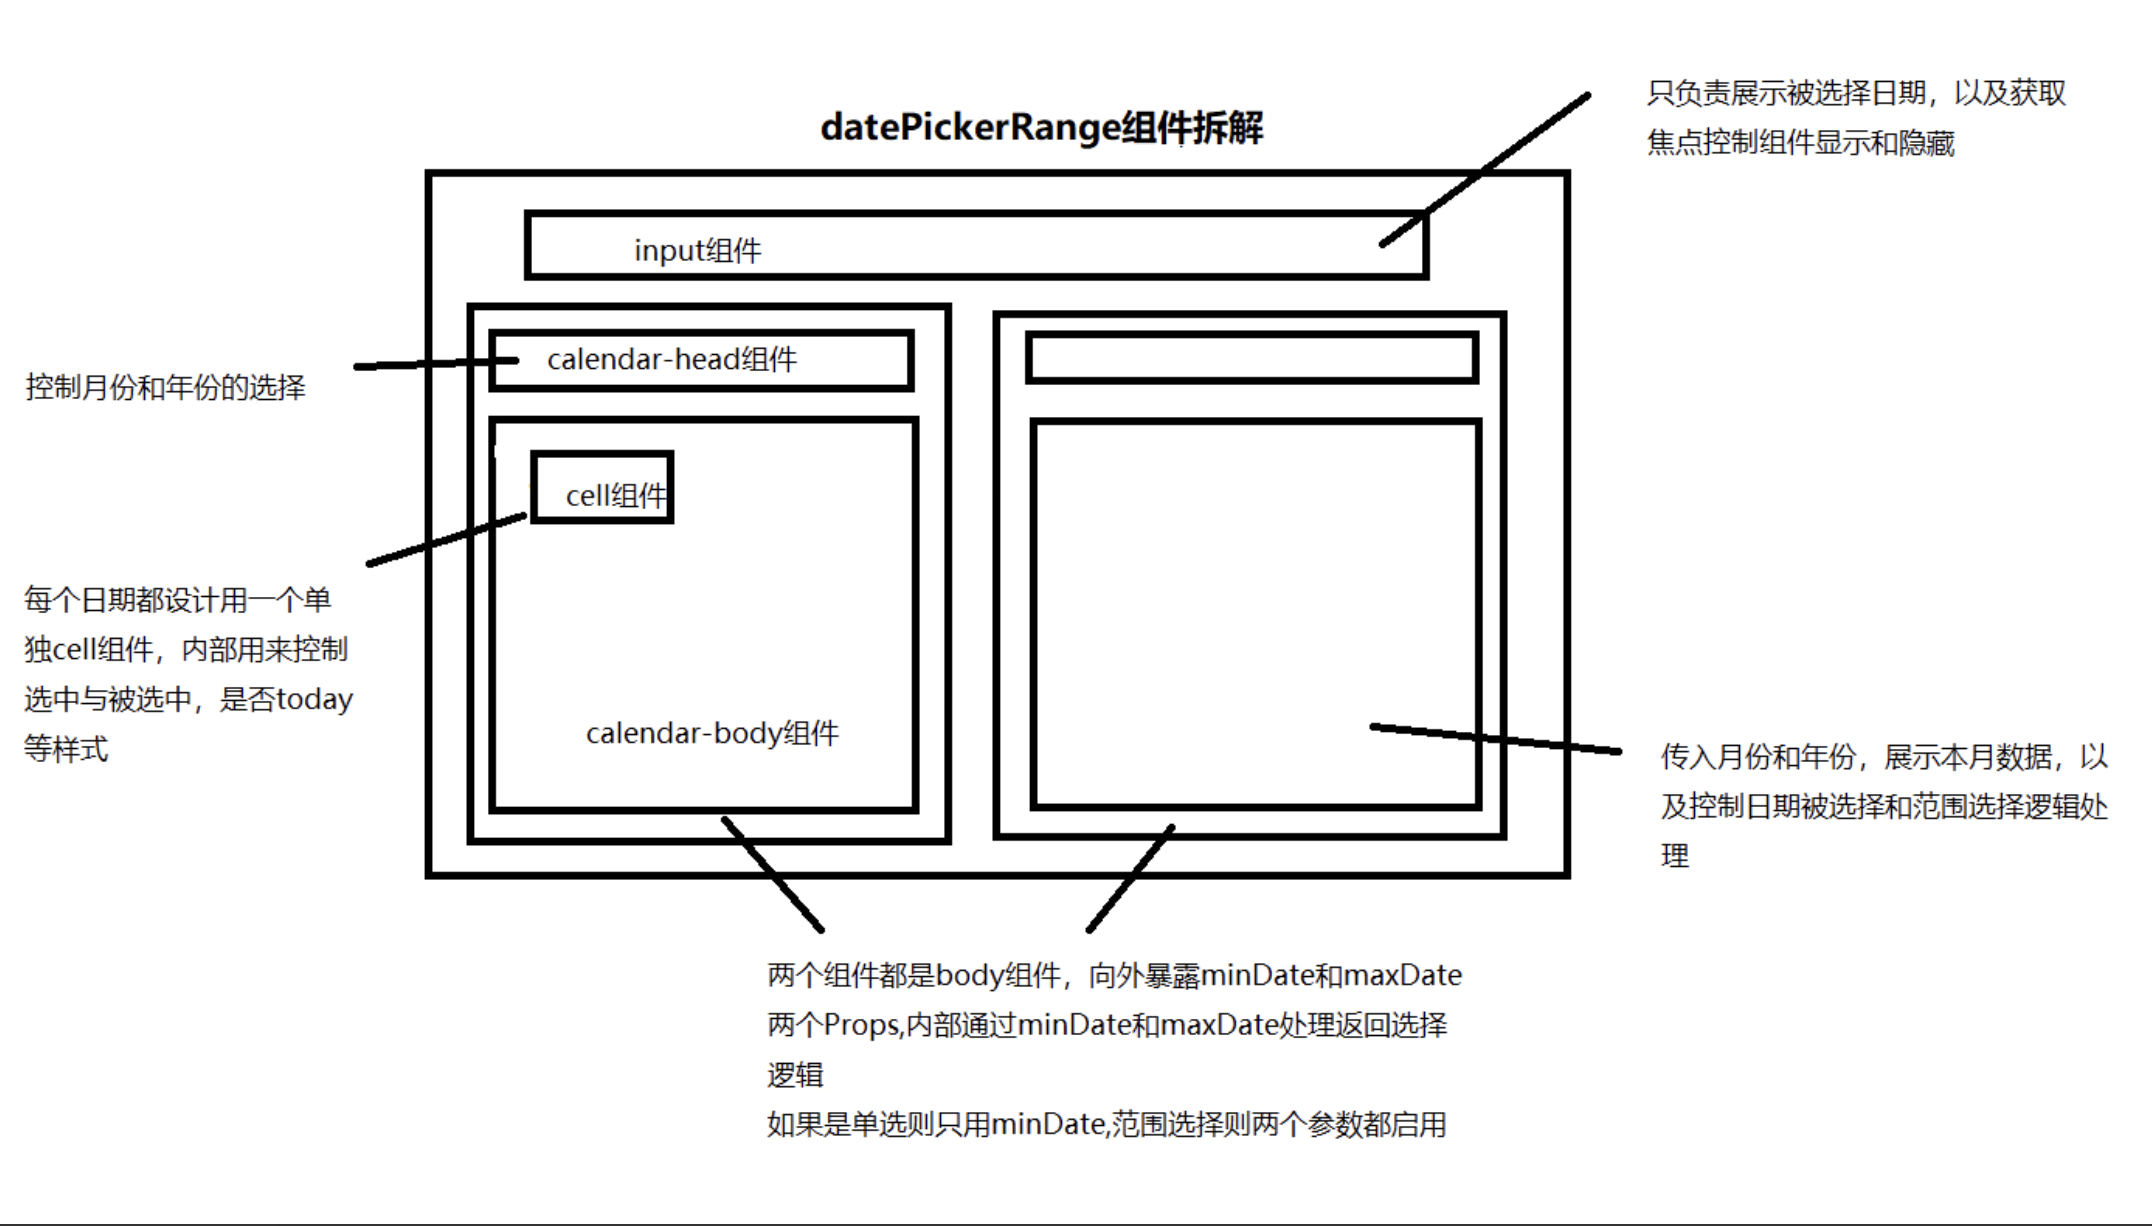 datePickerRange组件拆解
只负责展示被选择日期，以及获取
焦点控制组件显示和隐藏
input组件
calendar-head组件
控制月份和年份的选择
cell组件
每个日期都设计用一个单
独cell组件，内部用来控制
选中与被选中，是否today
等样式
calendar-body组件
传入月份和年份，展示本月数据，以
及控制日期被选择和范围选择逻辑处
理
两个组件都是body组件，向外暴露minDate和maxDate
两个Props,内部通过minDate和maxDate处理返回选择
逻辑
如果是单选则只用minDate,范围选择则两个参数都启用